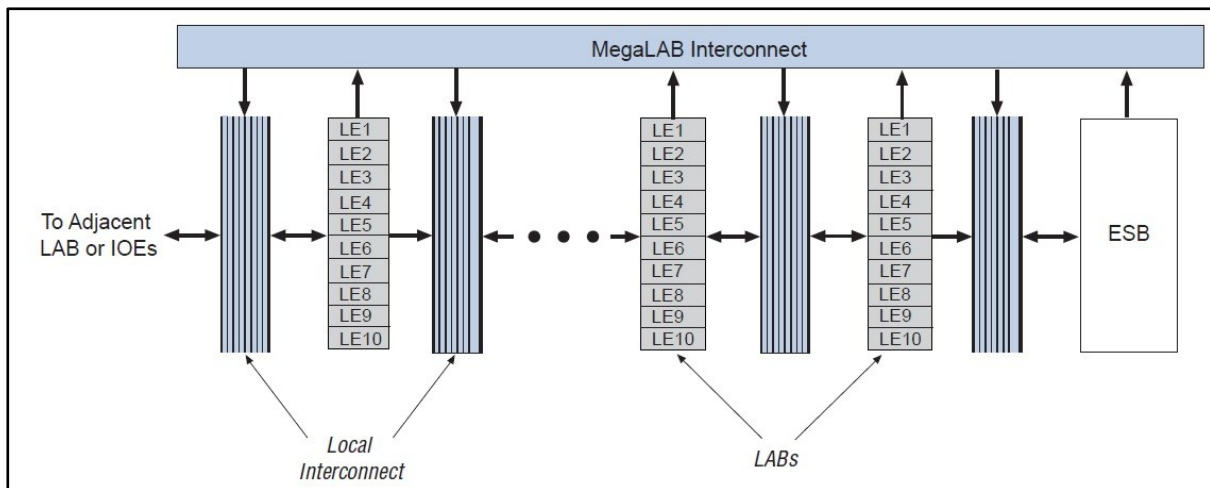 MegaLAB Interconnect
To Adjacent
LAB or IOEs
LE1
LE2
LE3
LE4
LE5
LE6
LE7
LE8
LE9
LE10
LE1
LE2
LE3
LE4
LE5
LE6
LE7
LE8
LE9
LE10
LE1
LE2
LE3
LE4
LE5
LE6
LE7
LE8
LE9
LE10
ESB
Local
Interconnect
LABs